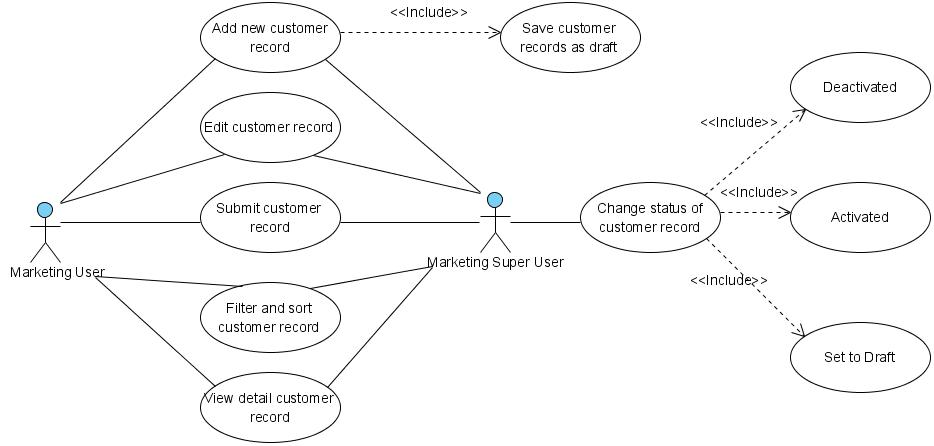 Add new customer
record
<<Include>>
Save customer
records as draft
Deactivated
Edit customer record
<<Include>>
Submit customer
record
Change status of
customer record
<<Include>>
Activated
Marketing User
Marketing Super User
<<Include>>
Filter and sort
customer record
Set to Draft
View detail customer
record